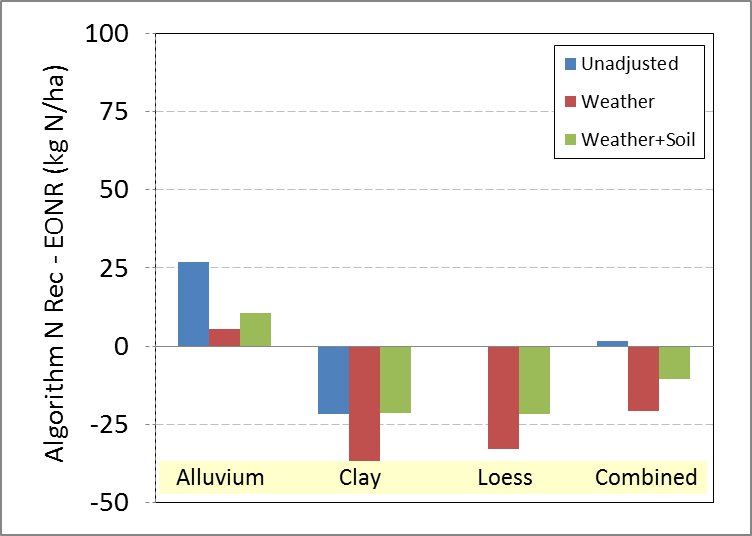 Algorithm N Rec - EONR (kg N/ha)
100
75
50
25
0
-25
-50
Unadjusted
Weather
Weather+Soil
Alluvium Clay Loess Combined